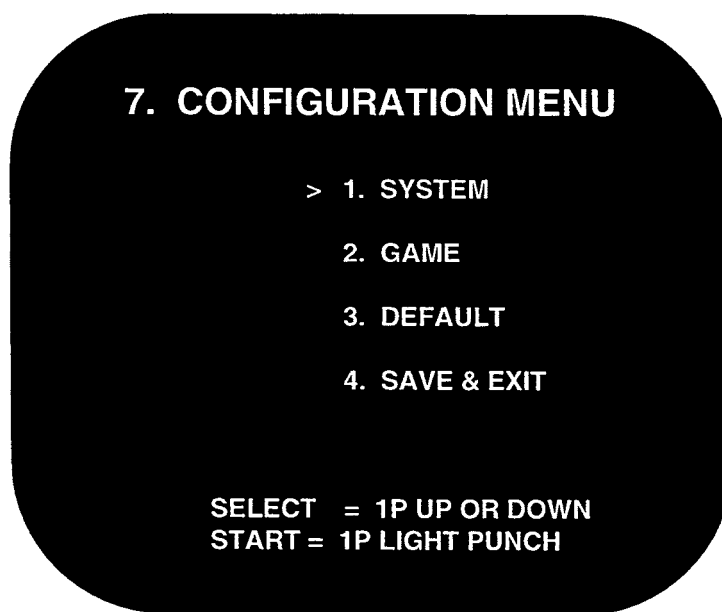 7. CONFIGURATION MENU
> 1. SYSTEM
2. GAME
3. DEFAULT
4. SAVE & EXIT
SELECT = 1P UP OR DOWN
START = 1P LIGHT PUNCH